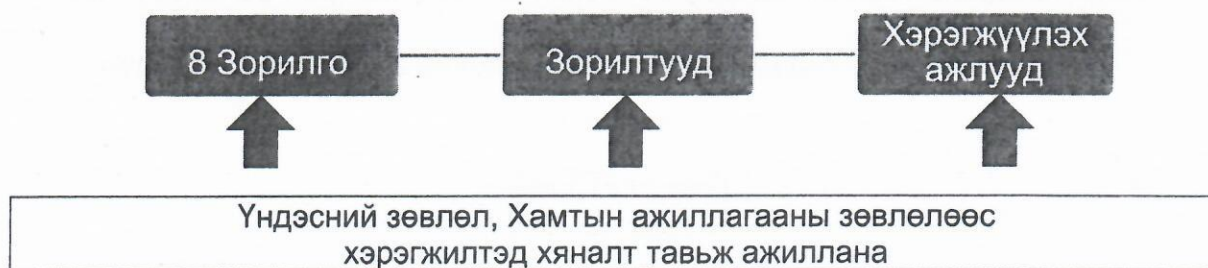 8 Зорилго
Зорилтууд
Хэрэгжүүлэх
ажлууд
Үндэсний зөвлөл, Хамтын ажиллагааны зөвлөлөөс
хэрэгжилтэд хяналт тавьж ажиллана